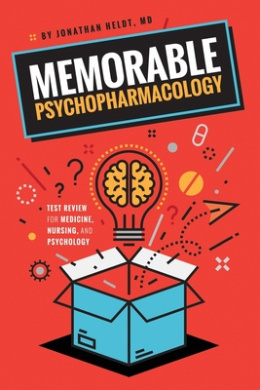 BY JONATHAN HELDT, MD
MEMORABLE
PSYCHOPHARMACOLOGY
TEST REVIEW
FOR MEDICINE,
NURSING, AND
PSYCHOLOGY